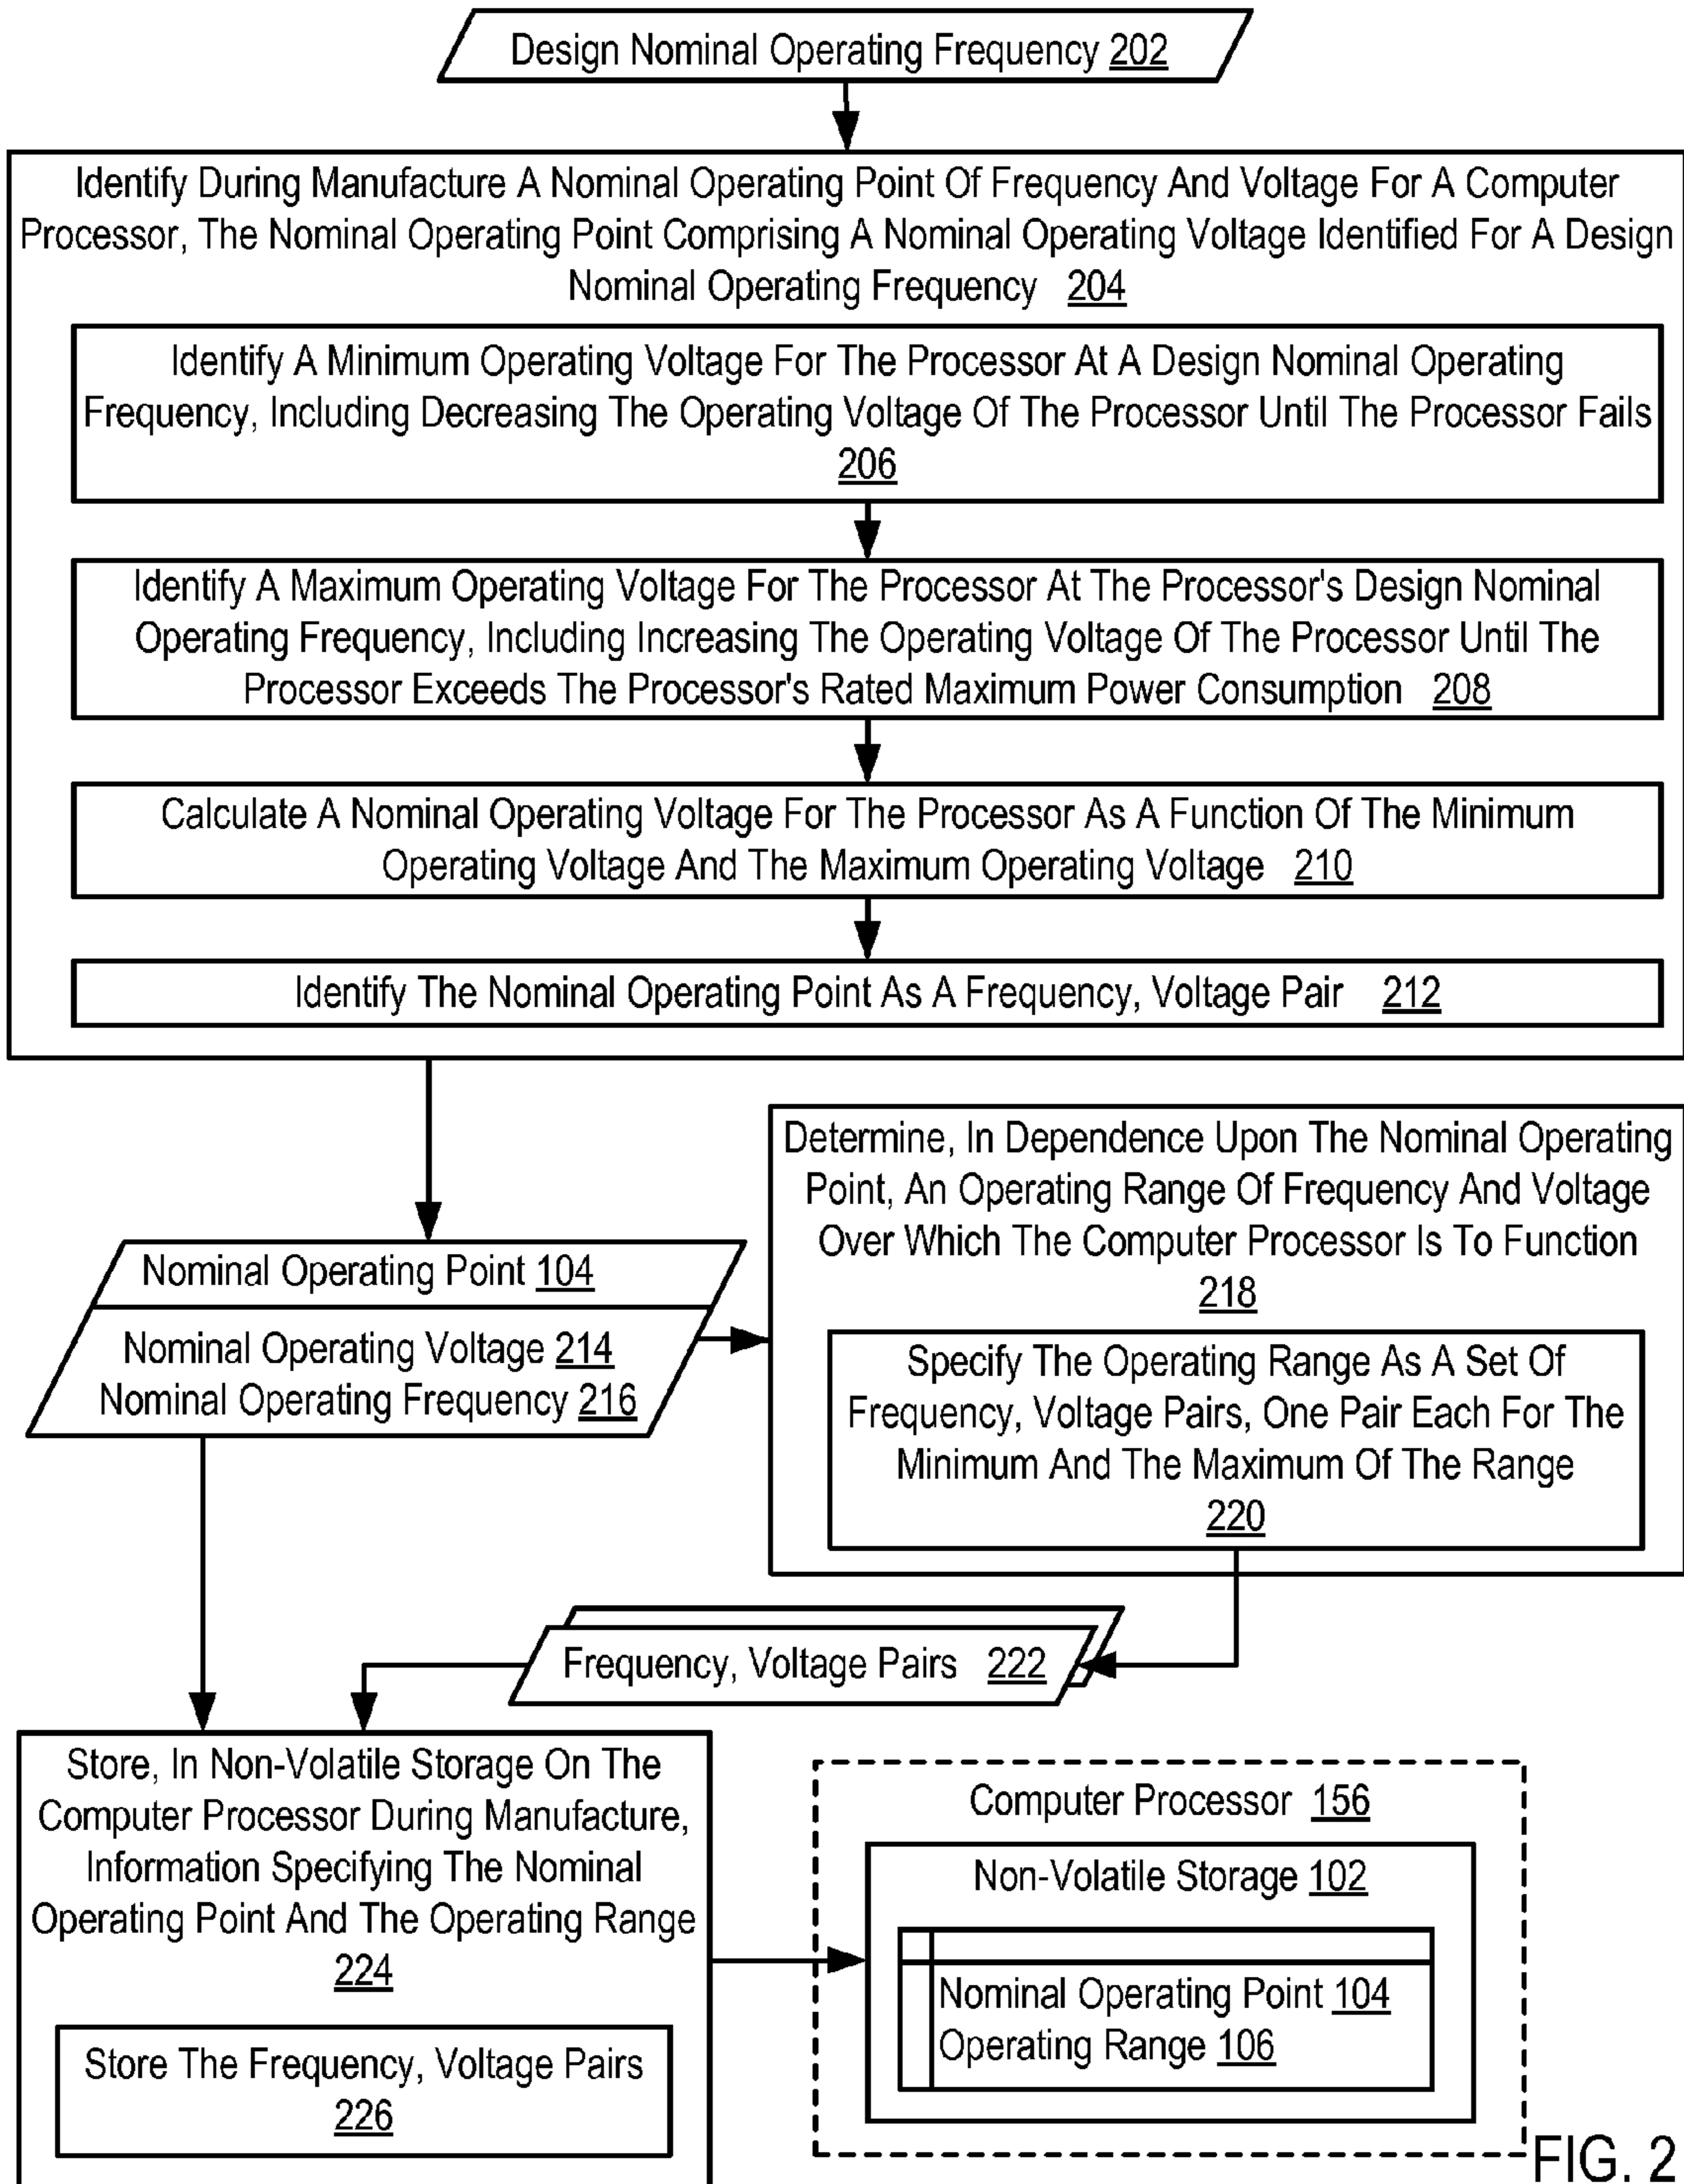 Design Nominal Operating Frequency 202
Identify During Manufacture A Nominal Operating Point Of Frequency And Voltage For A Computer
Processor, The Nominal Operating Point Comprising A Nominal Operating Voltage Identified For A Design
Nominal Operating Frequency 204
Identify A Minimum Operating Voltage For The Processor At A Design Nominal Operating
Frequency, Including Decreasing The Operating Voltage Of The Processor Until The Processor Fails
206
Identify A Maximum Operating Voltage For The Processor At The Processor's Design Nominal
Operating Frequency, Including Increasing The Operating Voltage Of The Processor Until The
Processor Exceeds The Processor's Rated Maximum Power Consumption 208
Calculate A Nominal Operating Voltage For The Processor As A Function Of The Minimum
Operating Voltage And The Maximum Operating Voltage 210
Identify The Nominal Operating Point As A Frequency, Voltage Pair 212
Nominal Operating Point 104
Nominal Operating Voltage 214
Nominal Operating Frequency 216
Determine, In Dependence Upon The Nominal Operating
Point, An Operating Range Of Frequency And Voltage
Over Which The Computer Processor Is To Function
218
Specify The Operating Range As A Set Of
Frequency, Voltage Pairs, One Pair Each For The
Minimum And The Maximum Of The Range
220
Frequency, Voltage Pairs 222
Store, In Non-Volatile Storage On The
Computer Processor During Manufacture,
Information Specifying The Nominal
Operating Point And The Operating Range
224
Store The Frequency, Voltage Pairs
226
Computer Processor 156
Non-Volatile Storage 102
Nominal Operating Point 104
Operating Range 106
FIG. 2